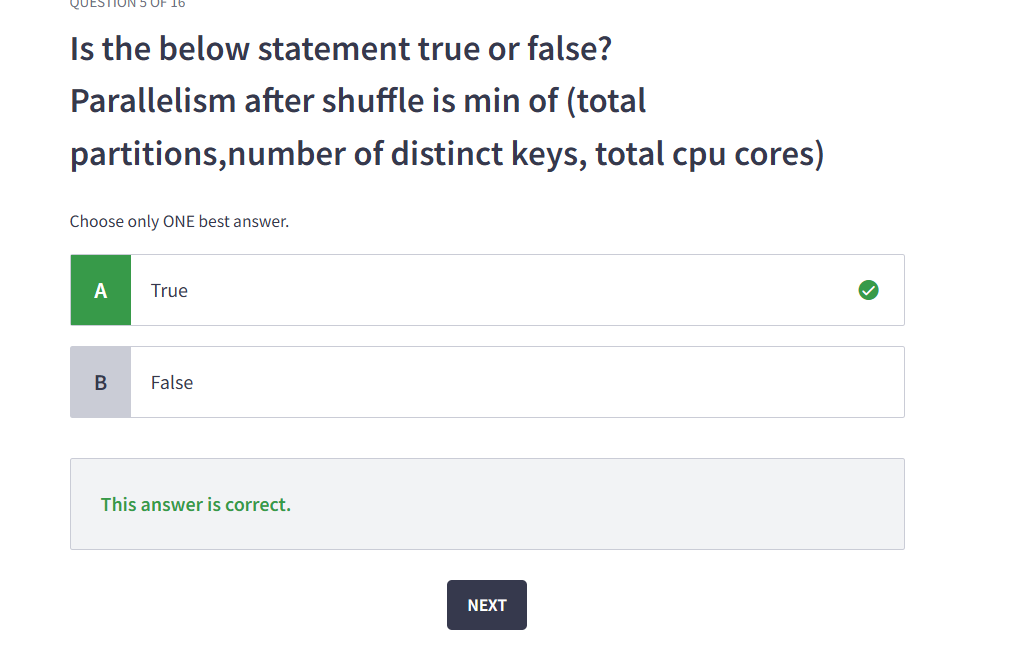 QUESTION 5 OF 16
Is the below statement true or false?
Parallelism after shuffle is min of (total
partitions,number of distinct keys, total cpu cores)
Choose only ONE best answer.
A True
B False
This answer is correct.
NEXT